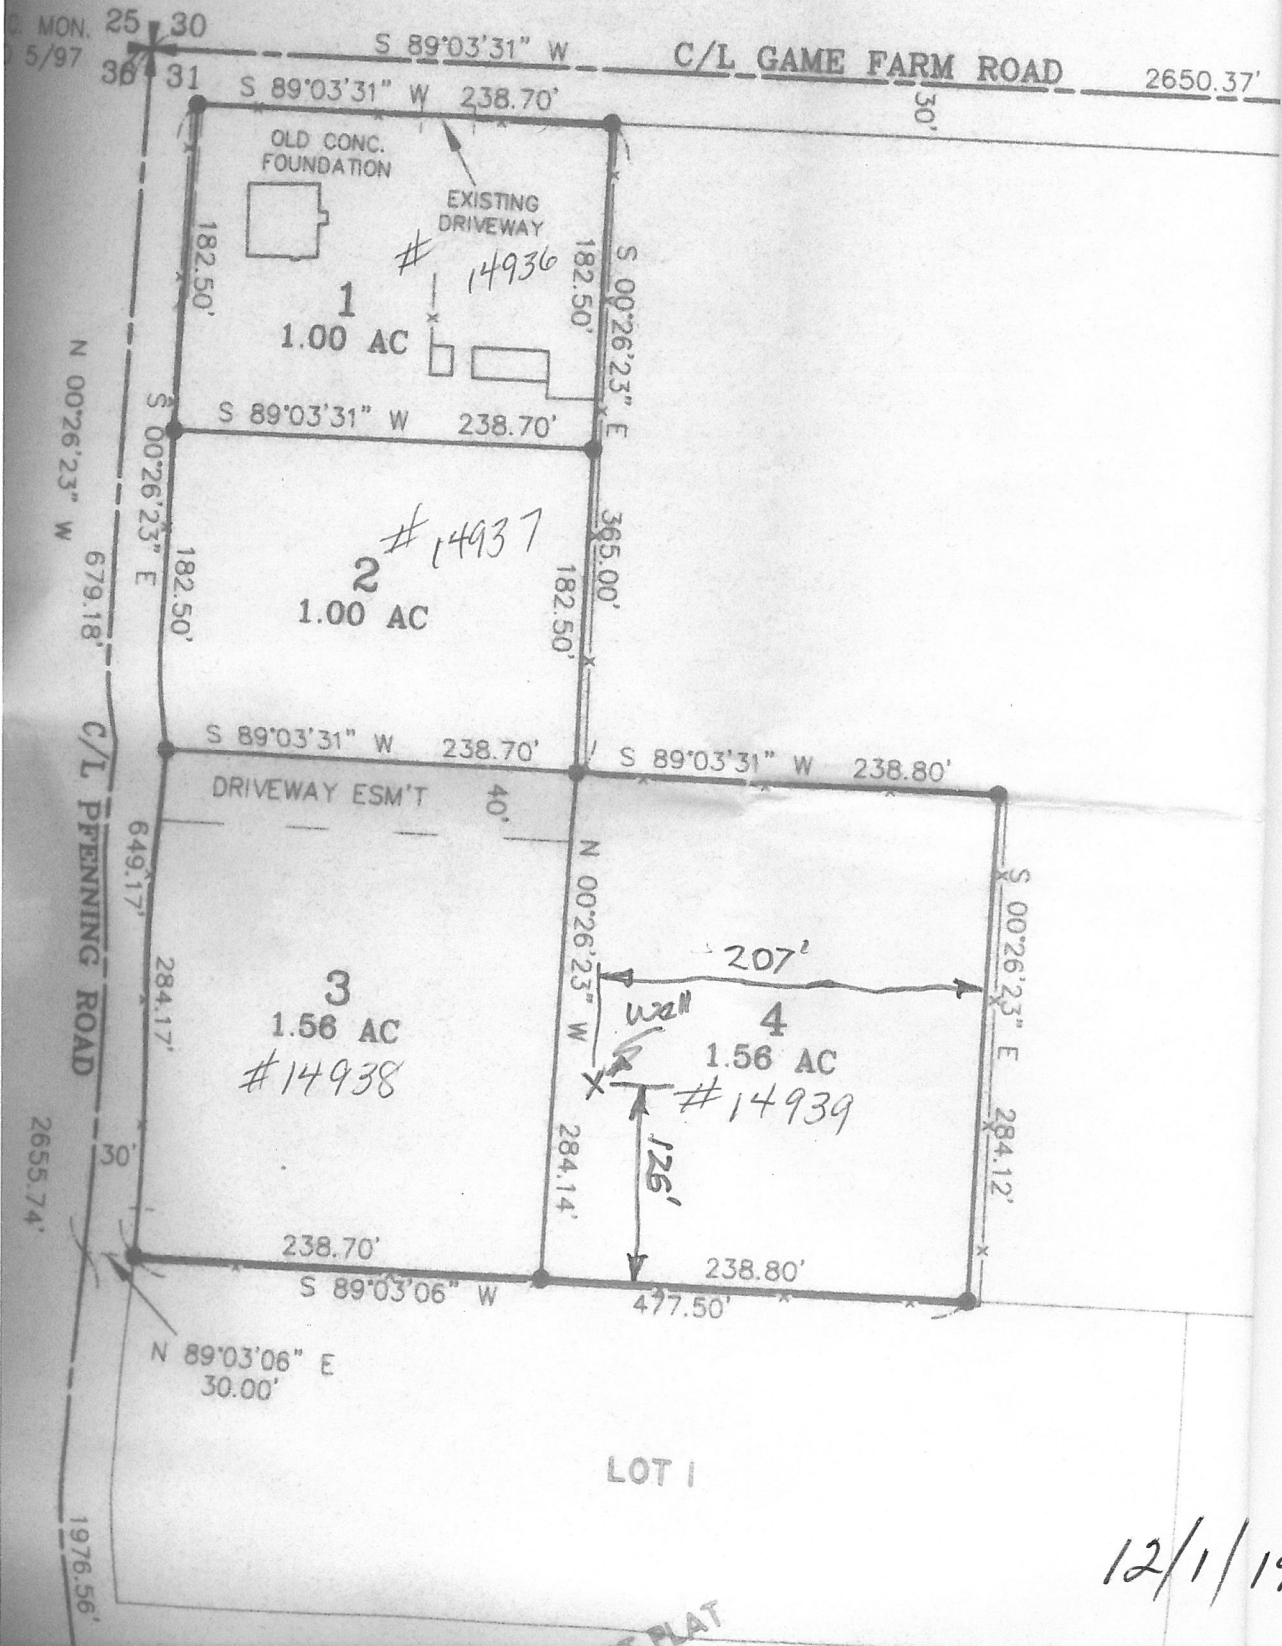 C. MON. 25 30
5/97
36 31
S 89°03'31" W
C/L GAME FARM ROAD
2650.37'
S 89°03'31" W 238.70'
30'
OLD CONC.
FOUNDATION
EXISTING
DRIVEWAY
# 14936
182.50'
1
1.00 AC
182.50'
S 00°26'23" E
N 00°26'23" W
679.18'
S 00°26'23" E
S 89°03'31" W 238.70'
#14937
2
1.00 AC
182.50'
182.50'
365.00'
C/L PFENNING ROAD
S 89°03'31" W 238.70'
S 89°03'31" W 238.80'
DRIVEWAY ESM'T
40'
649.17'
284.17'
N 00°26'23" W
284.14'
S 00°26'23" E
284.12'
207'
3
1.56 AC
#14938
Well
X
4
1.56 AC
#14939
126'
2655.74'
30'
238.70'
S 89°03'06" W
238.80'
477.50'
N 89°03'06" E
30.00'
LOT 1
1976.56'
12/1/19
PLAT